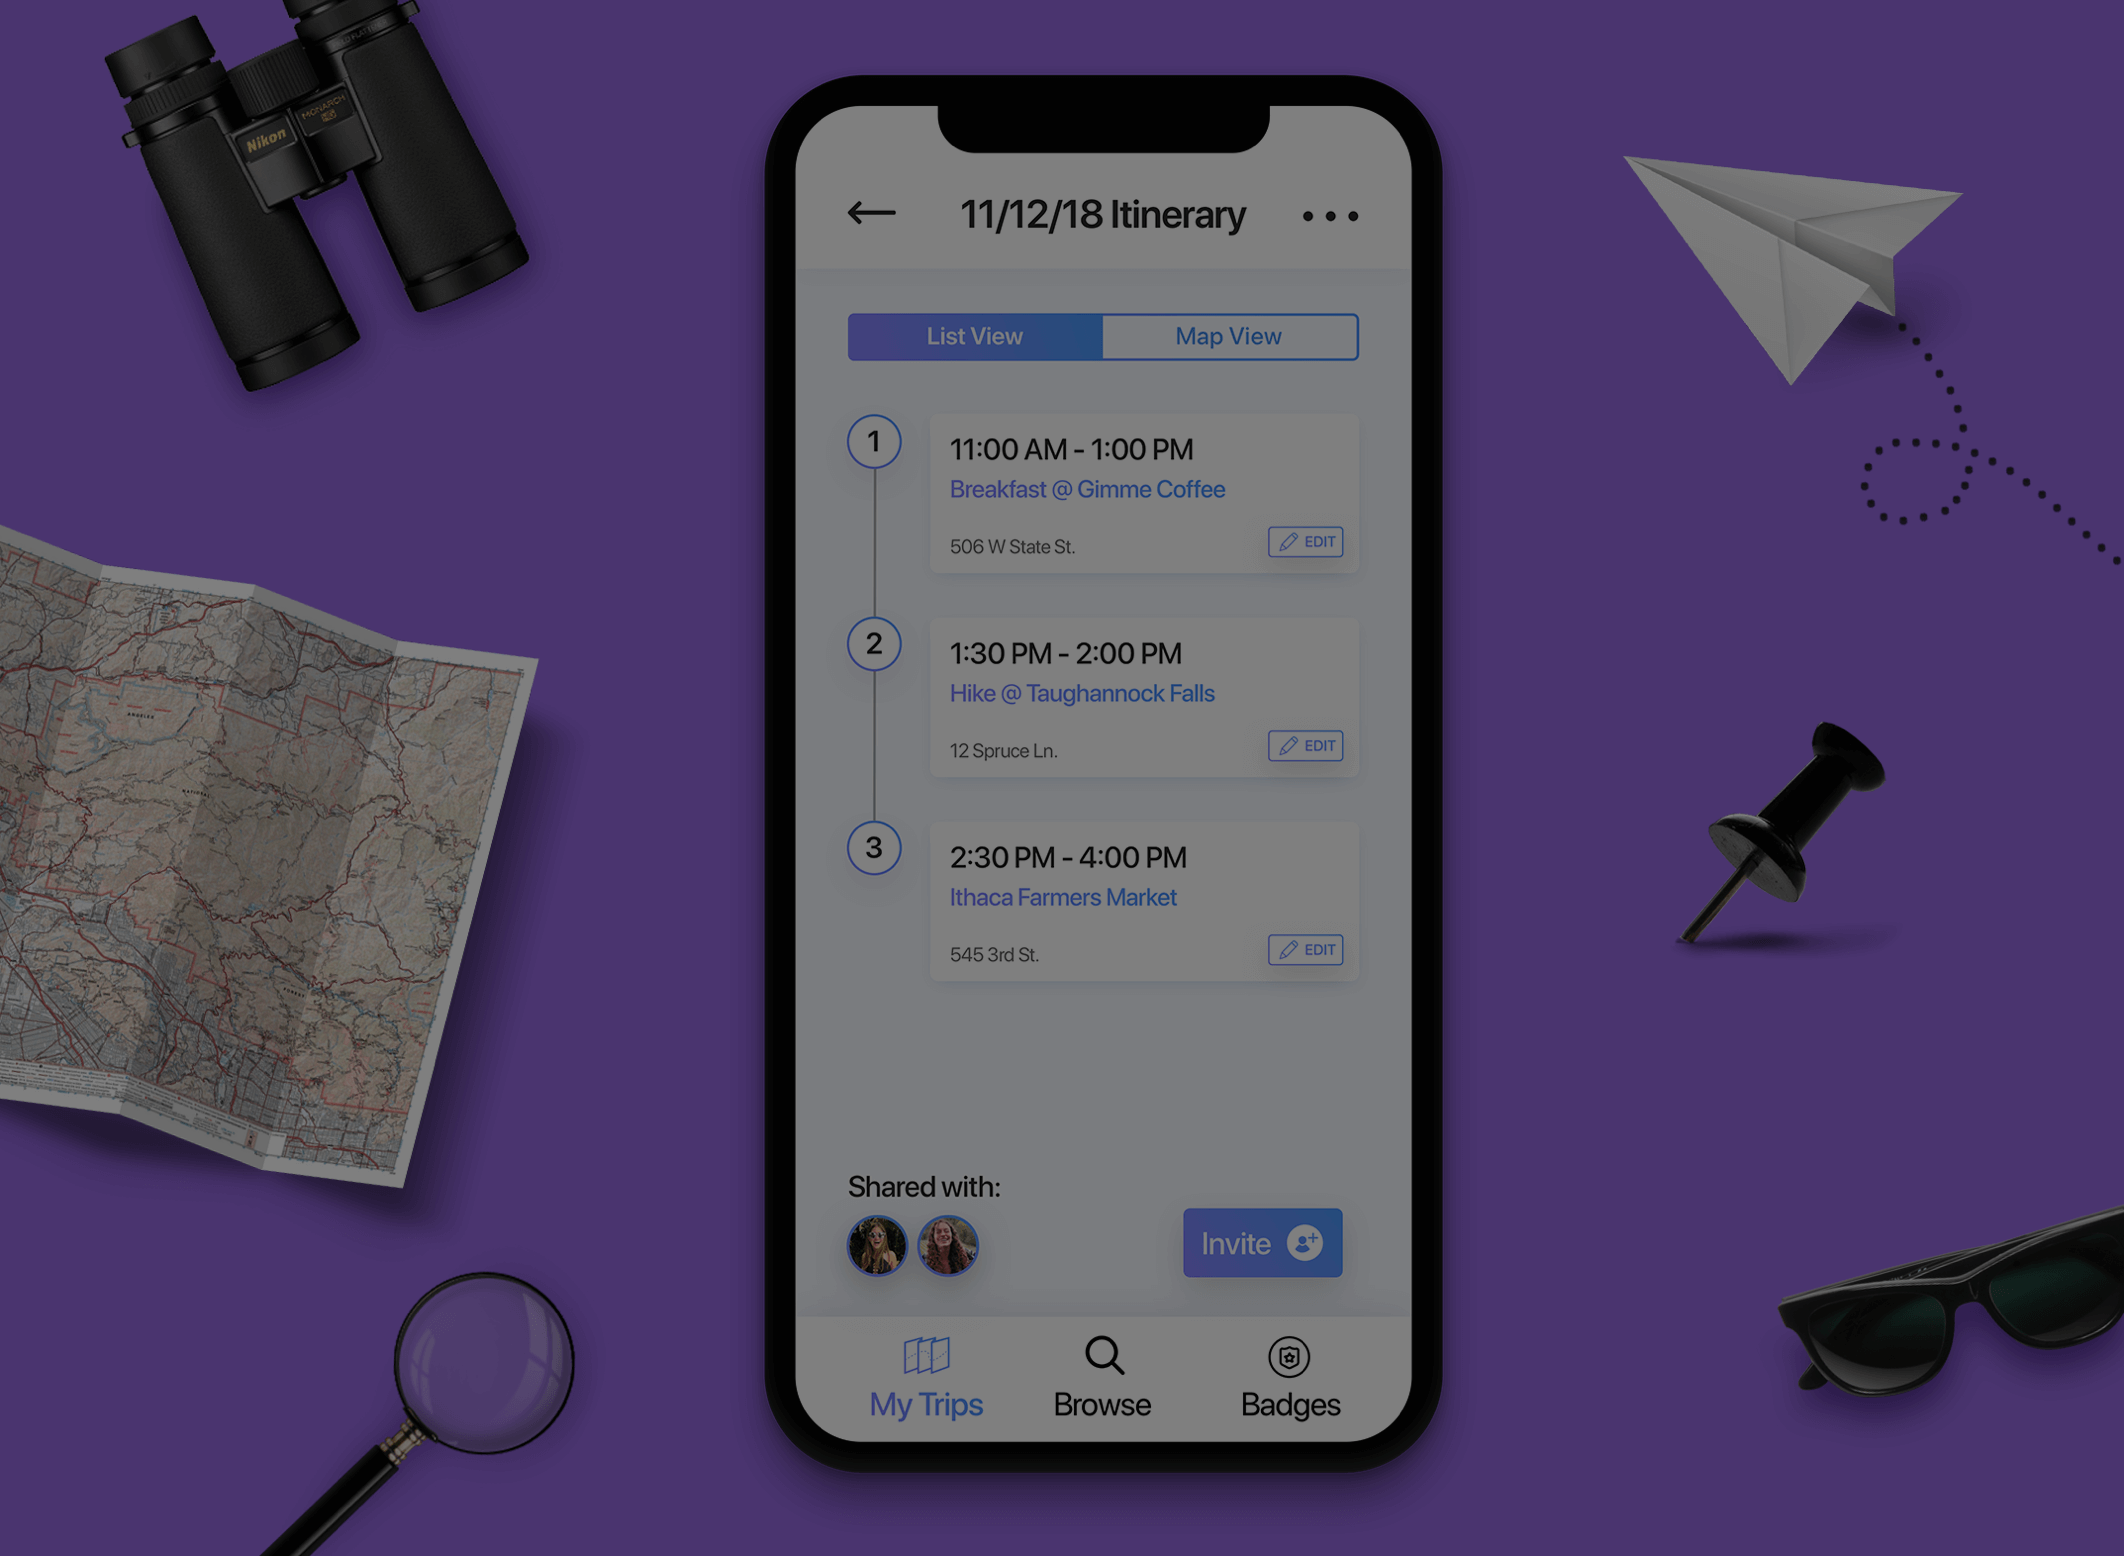 Nikon
MONARCH
11/12/18 Itinerary
List View
Map View
1
11:00 AM - 1:00 PM
Breakfast @ Gimme Coffee
506 W State St.
EDIT
2
1:30 PM - 2:00 PM
Hike @ Taughannock Falls
12 Spruce Ln.
EDIT
3
2:30 PM - 4:00 PM
Ithaca Farmers Market
545 3rd St.
EDIT
ANGELES
NATIONAL
FOREST
Shared with:
Invite
My Trips
Browse
Badges